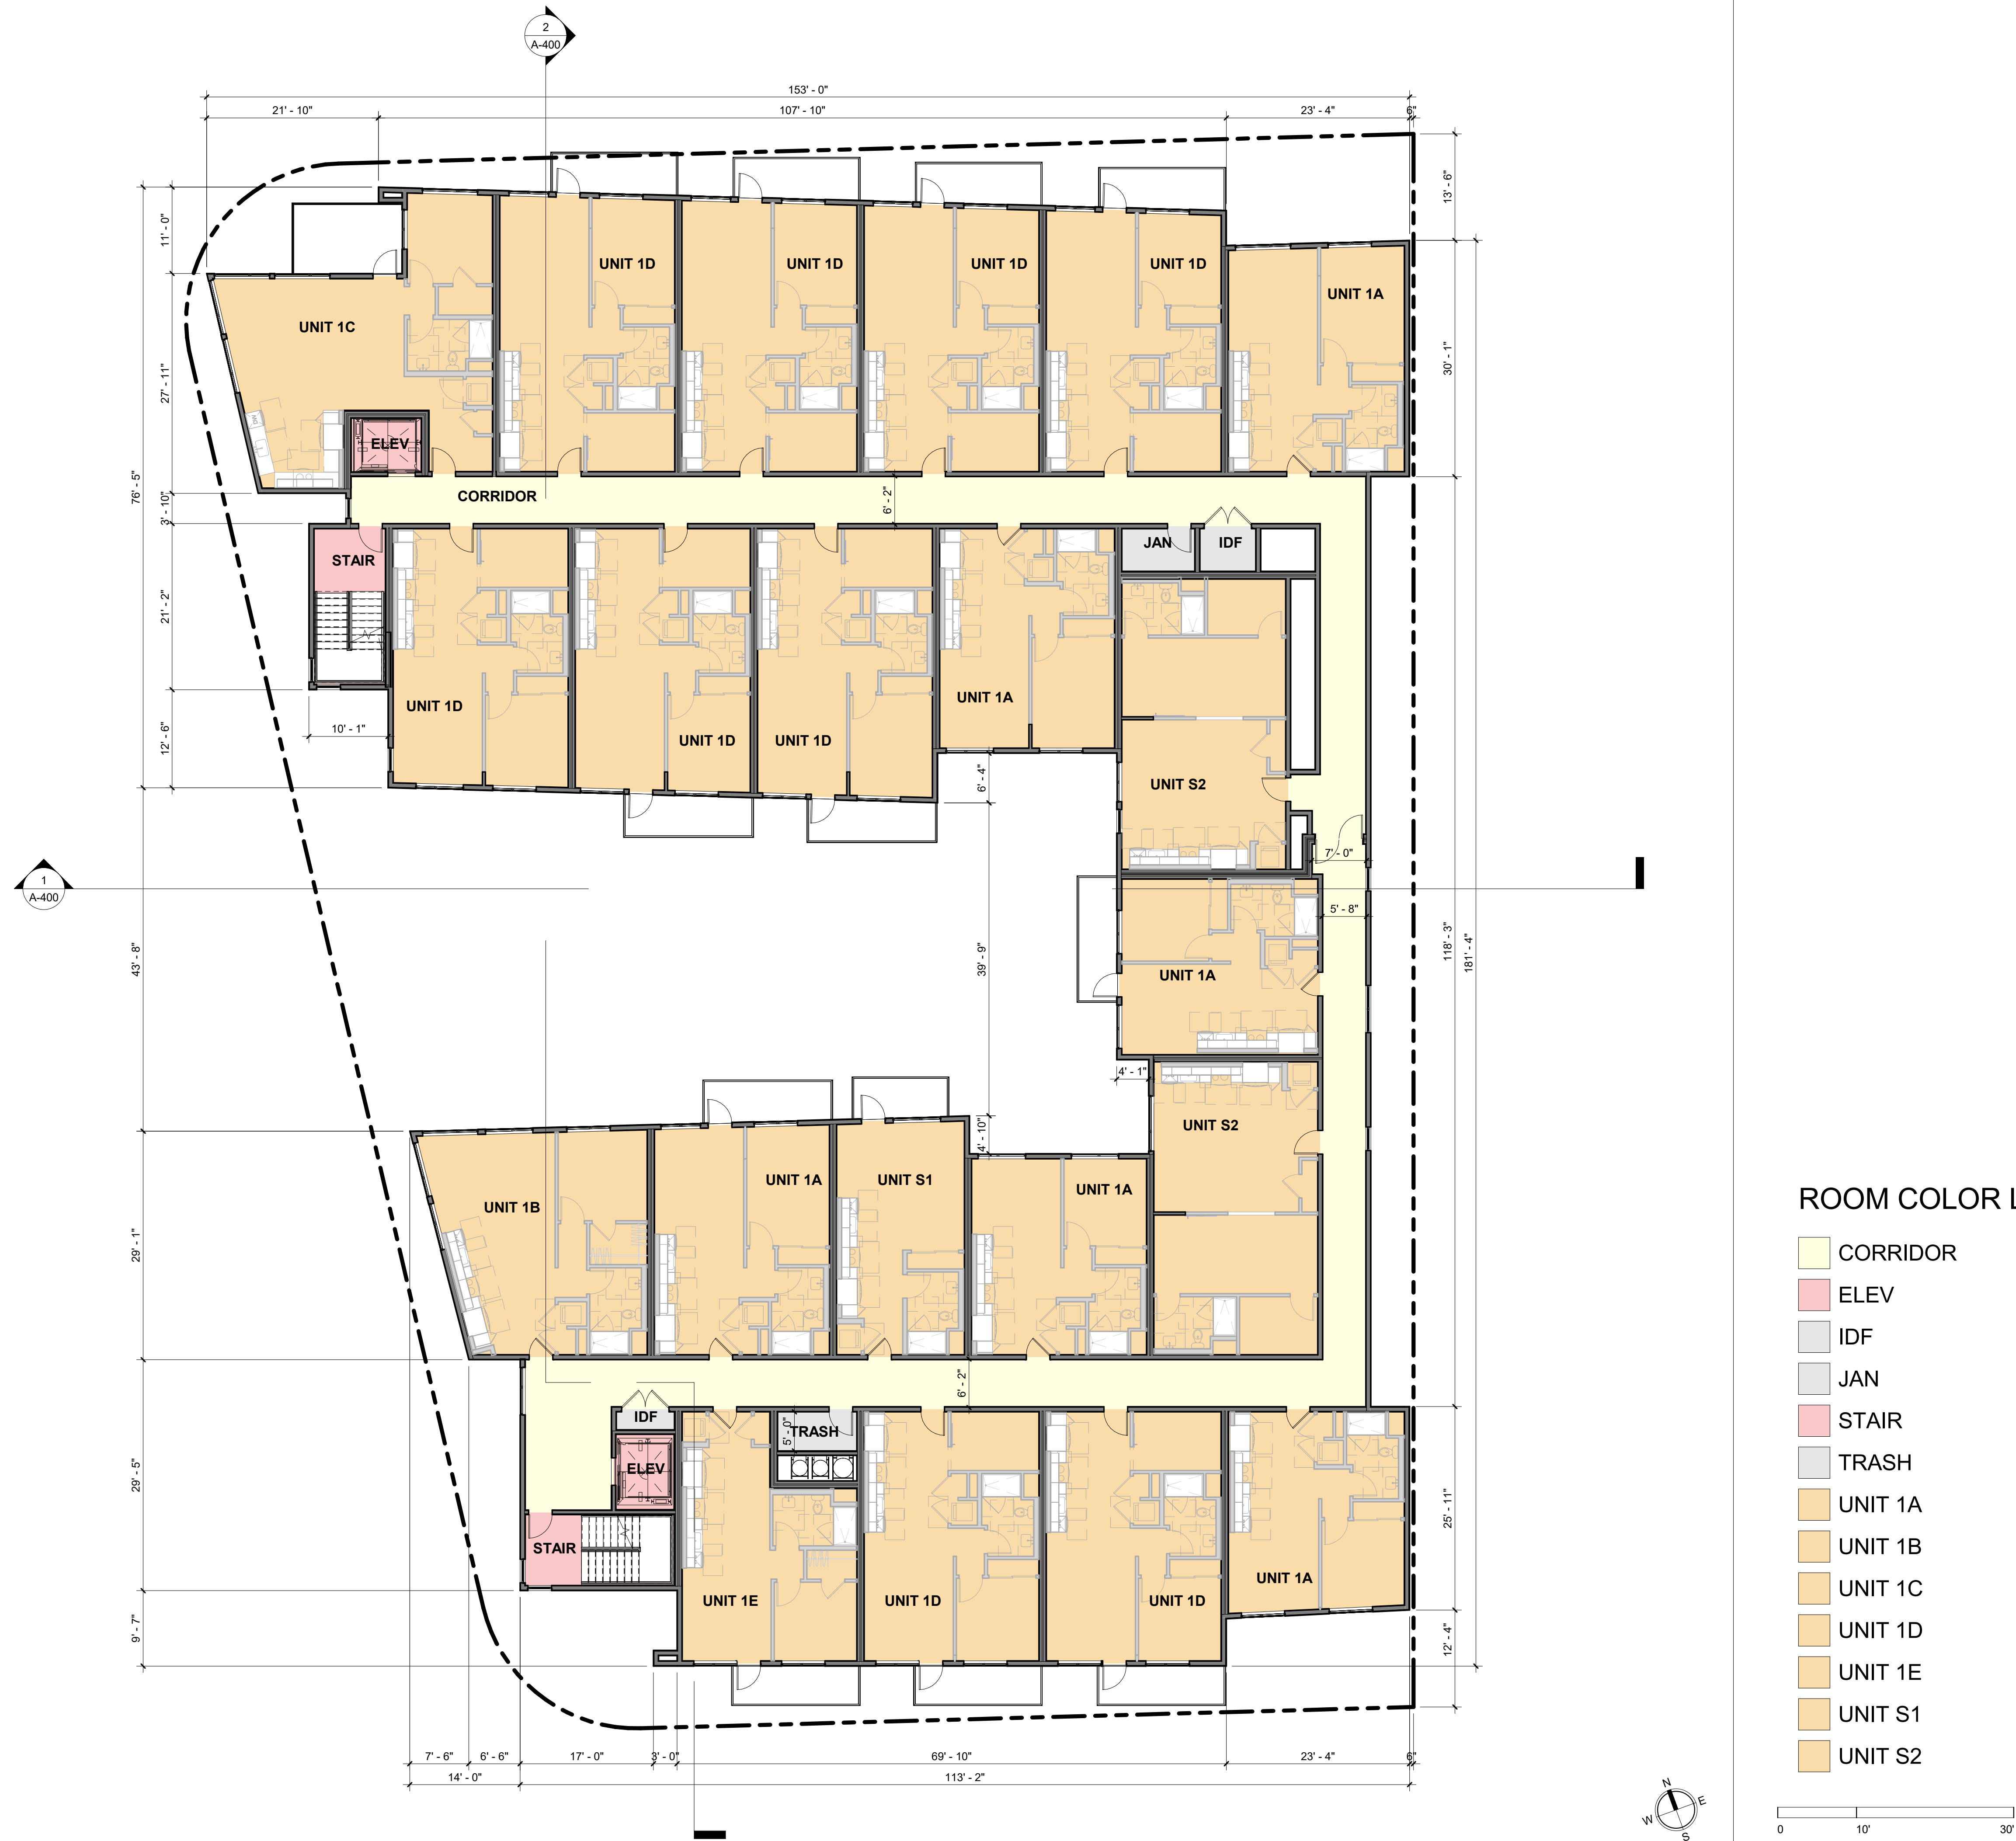 2
A-400
153' - 0"
21' - 10"
107' - 10"
23' - 4"
6"
13' - 6"
11' - 0"
UNIT 1D
UNIT 1D
UNIT 1D
UNIT 1D
UNIT 1A
UNIT 1C
30' - 1"
27' - 11"
DW
ELEV
76' - 5"
CORRIDOR
6' - 2"
3' - 10"
STAIR
JAN
IDF
21' - 2"
UNIT 1D
UNIT 1A
10' - 1"
UNIT 1D
UNIT 1D
12' - 6"
6' - 4"
UNIT S2
7' - 0"
1
A-400
5' - 8"
43' - 8"
39' - 9"
118' - 3"
181' - 4"
UNIT 1A
4' - 1"
4' - 10"
UNIT S2
UNIT 1A
UNIT S1
UNIT 1A
UNIT 1B
29' - 1"
6' - 2"
IDF
5' - 0"
TRASH
ELEV
29' - 5"
25' - 11"
STAIR
UNIT 1E
UNIT 1D
UNIT 1D
UNIT 1A
9' - 7"
12' - 4"
7' - 6"
6' - 6"
17' - 0"
3' - 0"
69' - 10"
23' - 4"
6"
14' - 0"
113' - 2"
ROOM COLOR L
CORRIDOR
ELEV
IDF
JAN
STAIR
TRASH
UNIT 1A
UNIT 1B
UNIT 1C
UNIT 1D
UNIT 1E
UNIT S1
UNIT S2
N
E
W
S
0
10'
30'